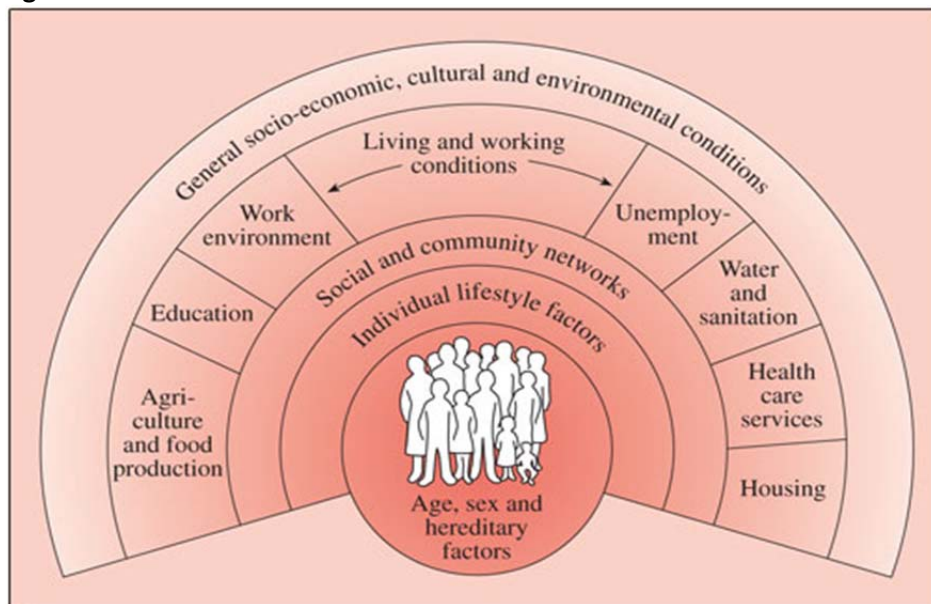 General socio-economic, cultural and environmental conditions
Living and working
conditions
Work
environment
Unemploy-
ment
Education
Water
and
sanitation
Agri-
culture
and food
production
Health
care
services
Housing
Social and community networks
Individual lifestyle factors
Age, sex and
hereditary
factors